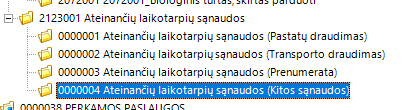 2072001 2072001_Biologinis turtas,skirtas parduoti
2123001 Ateinančių laikotarpių sąnaudos
0000001 Ateinančių laikotarpių sąnaudos (Pastatų draudimas)
0000002 Ateinančių laikotarpių sąnaudos (Transporto draudimas)
0000003 Ateinančių laikotarpių sąnaudos (Prenumerata)
0000004 Ateinančių laikotarpių sąnaudos (Kitos sąnaudos)
0000038 PERKAMOS PASLAUGOS